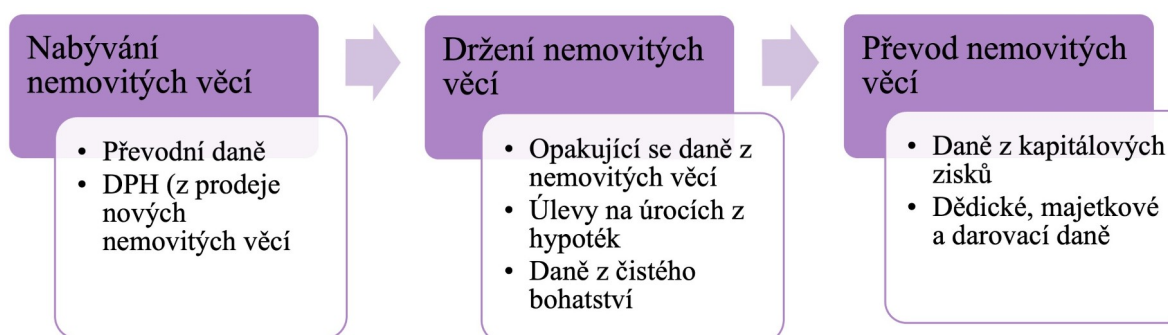 Nabývání
nemovitých věcí
• Převodní daně
• DPH (z prodeje
nových
nemovitých věcí
Držení nemovitých
věcí
• Opakující se daně z
nemovitých věcí
• Úlevy na úrocích z
hypoték
• Daně z čistého
bohatství
Převod nemovitých
věcí
• Daně z kapitálových
zisků
• Dědické, majetkové
a darovací daně